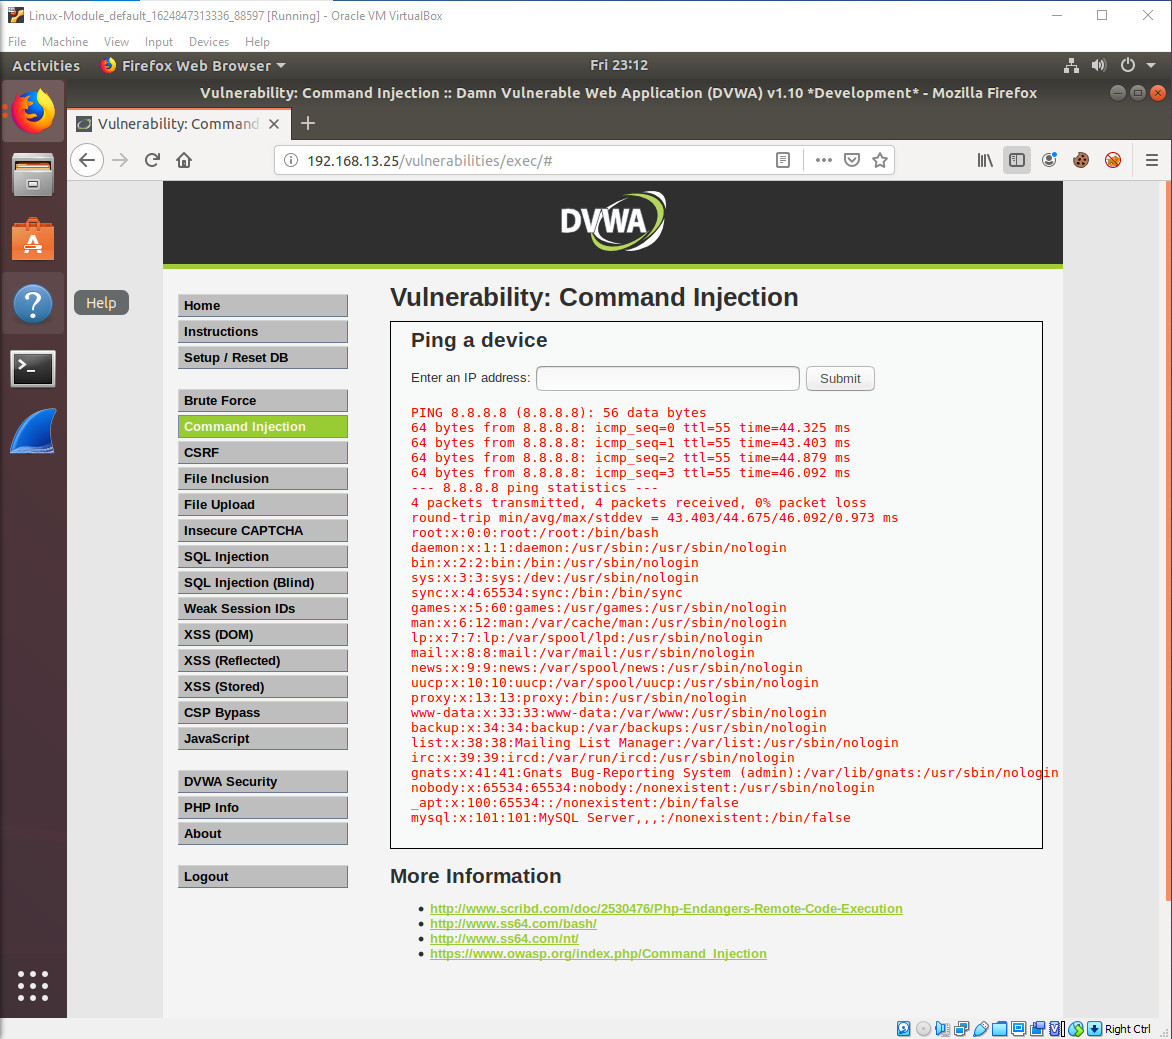 Linux-Module_default_1624847313336_88597 [Running] - Oracle VM VirtualBox
File Machine View Input Devices Help
Activities Firefox Web Browser Fri 23:12
Vulnerability: Command Injection :: Damn Vulnerable Web Application (DVWA) v1.10 *Development* - Mozilla Firefox
Vulnerability: Command
192.168.13.25/vulnerabilities/exec/#
DVWA
Help
Home
Instructions
Setup / Reset DB
Brute Force
Command Injection
CSRF
File Inclusion
File Upload
Insecure CAPTCHA
SQL Injection
SQL Injection (Blind)
Weak Session IDs
XSS (DOM)
XSS (Reflected)
XSS (Stored)
CSP Bypass
JavaScript
DVWA Security
PHP Info
About
Logout
Vulnerability: Command Injection
Ping a device
Enter an IP address: Submit
PING 8.8.8.8 (8.8.8.8): 56 data bytes
64 bytes from 8.8.8.8: icmp_seq=0 ttl=55 time=44.325 ms
64 bytes from 8.8.8.8: icmp_seq=1 ttl=55 time=43.403 ms
64 bytes from 8.8.8.8: icmp_seq=2 ttl=55 time=44.879 ms
64 bytes from 8.8.8.8: icmp_seq=3 ttl=55 time=46.092 ms
--- 8.8.8.8 ping statistics ---
4 packets transmitted, 4 packets received, 0% packet loss
round-trip min/avg/max/stddev = 43.403/44.675/46.092/0.973 ms
root:x:0:0:root:/root:/bin/bash
daemon:x:1:1:daemon:/usr/sbin:/usr/sbin/nologin
bin:x:2:2:bin:/bin:/usr/sbin/nologin
sys:x:3:3:sys:/dev:/usr/sbin/nologin
sync:x:4:65534:sync:/bin:/bin/sync
games:x:5:60:games:/usr/games:/usr/sbin/nologin
man:x:6:12:man:/var/cache/man:/usr/sbin/nologin
lp:x:7:7:lp:/var/spool/lpd:/usr/sbin/nologin
mail:x:8:8:mail:/var/mail:/usr/sbin/nologin
news:x:9:9:news:/var/spool/news:/usr/sbin/nologin
uucp:x:10:10:uucp:/var/spool/uucp:/usr/sbin/nologin
proxy:x:13:13:proxy:/bin:/usr/sbin/nologin
www-data:x:33:33:www-data:/var/www:/usr/sbin/nologin
backup:x:34:34:backup:/var/backups:/usr/sbin/nologin
list:x:38:38:Mailing List Manager:/var/list:/usr/sbin/nologin
irc:x:39:39:ircd:/var/run/ircd:/usr/sbin/nologin
gnats:x:41:41:Gnats Bug-Reporting System (admin):/var/lib/gnats:/usr/sbin/nologin
nobody:x:65534:65534:nobody:/nonexistent:/usr/sbin/nologin
_apt:x:100:65534::/nonexistent:/bin/false
mysql:x:101:101:MySQL Server,,,:/nonexistent:/bin/false
More Information
http://www.scribd.com/doc/2530476/Php-Endangers-Remote-Code-Execution
http://www.ss64.com/bash/
http://www.ss64.com/nt/
https://www.owasp.org/index.php/Command_Injection
Right Ctrl